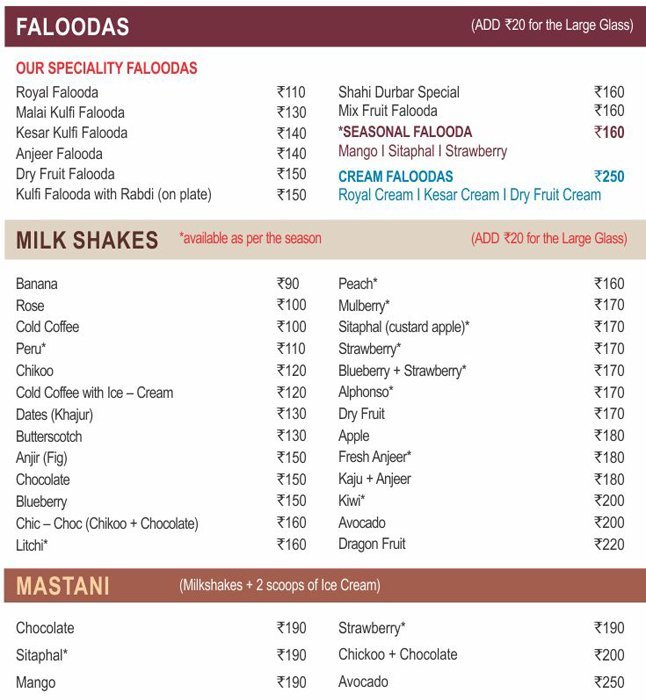 FALOODAS (ADD ₹20 for the Large Glass)
OUR SPECIALITY FALOODAS
Royal Falooda ₹110
Malai Kulfi Falooda ₹130
Kesar Kulfi Falooda ₹140
Anjeer Falooda ₹140
Dry Fruit Falooda ₹150
Kulfi Falooda with Rabdi (on plate) ₹150
Shahi Durbar Special ₹160
Mix Fruit Falooda ₹160
*SEASONAL FALOODA ₹160
Mango I Sitaphal I Strawberry
CREAM FALOODAS ₹250
Royal Cream I Kesar Cream I Dry Fruit Cream
MILK SHAKES *available as per the season (ADD ₹20 for the Large Glass)
Banana ₹90
Rose ₹100
Cold Coffee ₹100
Peru* ₹110
Chikoo ₹120
Cold Coffee with Ice – Cream ₹120
Dates (Khajur) ₹130
Butterscotch ₹130
Anjir (Fig) ₹150
Chocolate ₹150
Blueberry ₹150
Chic – Choc (Chikoo + Chocolate) ₹160
Litchi* ₹160
Peach* ₹160
Mulberry* ₹170
Sitaphal (custard apple)* ₹170
Strawberry* ₹170
Blueberry + Strawberry* ₹170
Alphonso* ₹170
Dry Fruit ₹170
Apple ₹180
Fresh Anjeer* ₹180
Kaju + Anjeer ₹180
Kiwi* ₹200
Avocado ₹200
Dragon Fruit ₹220
MASTANI (Milkshakes + 2 scoops of Ice Cream)
Chocolate ₹190
Sitaphal* ₹190
Mango ₹190
Strawberry* ₹190
Chickoo + Chocolate ₹200
Avocado ₹250